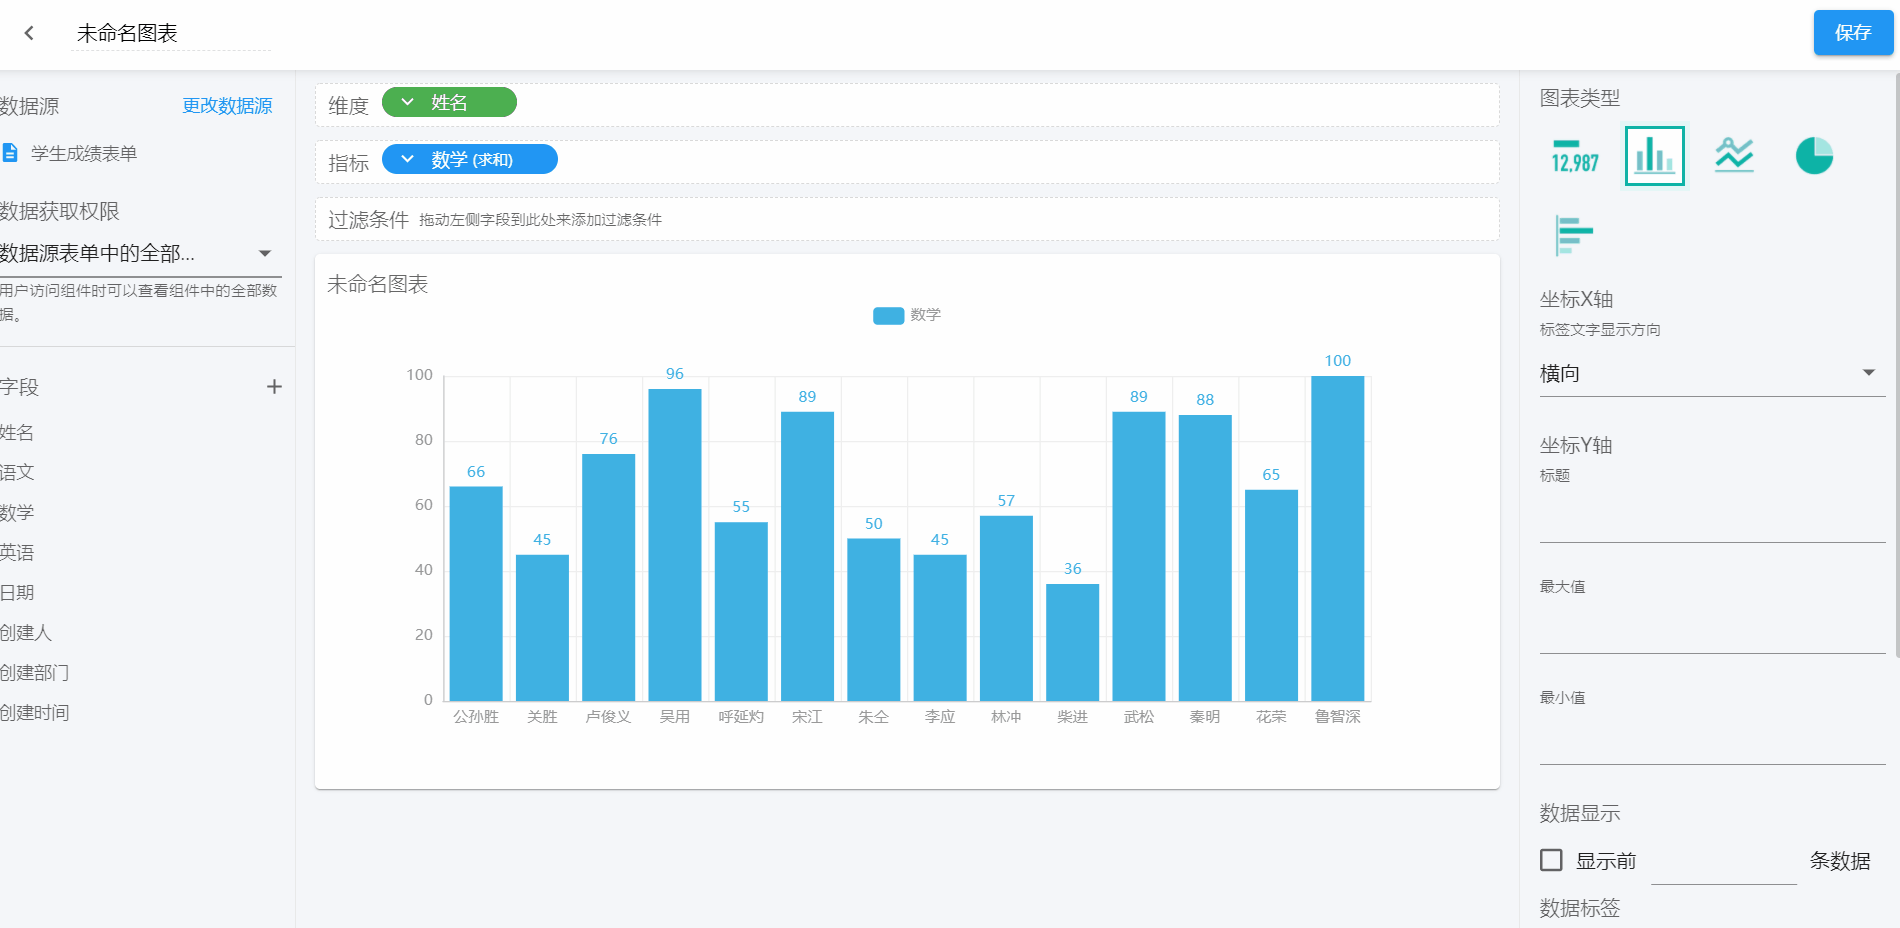 未命名图表
保存
数据源
更改数据源
学生成绩表单
数据获取权限
数据源表单中的全部...
用户访问组件时可以查看组件中的全部数
据。
字段
姓名
语文
数学
英语
日期
创建人
创建部门
创建时间
维度
姓名
指标
数学 (求和)
过滤条件 拖动左侧字段到此处来添加过滤条件
未命名图表
数学
100
80
60
40
20
0
66
45
76
96
55
89
50
45
57
36
89
88
65
100
公孙胜
关胜
卢俊义
吴用
呼延灼
宋江
朱仝
李应
林冲
柴进
武松
秦明
花荣
鲁智深
图表类型
12,987
坐标X轴
标签文字显示方向
横向
坐标Y轴
标题
最大值
最小值
数据显示
显示前 条数据
数据标签